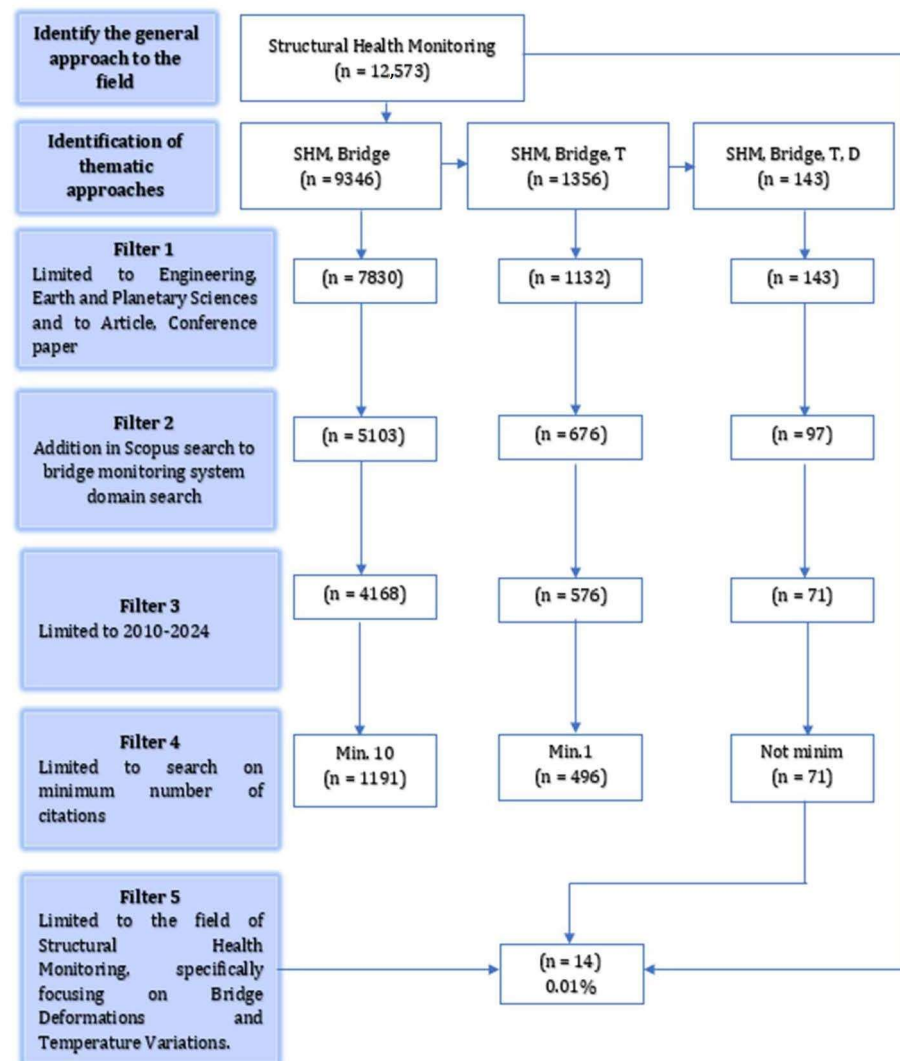 Identify the general
approach to the
field
Structural Health Monitoring
(n = 12,573)
Identification of
thematic
approaches
SHM, Bridge
(n = 9346)
SHM, Bridge, T
(n = 1356)
SHM, Bridge, T, D
(n = 143)
Filter 1
Limited to Engineering,
Earth and Planetary Sciences
and to Article, Conference
paper
(n = 7830)
(n = 1132)
(n = 143)
Filter 2
Addition in Scopus search to
bridge monitoring system
domain search
(n = 5103)
(n = 676)
(n = 97)
Filter 3
Limited to 2010-2024
(n = 4168)
(n = 576)
(n = 71)
Filter 4
Limited to search on
minimum number of
citations
Min. 10
(n = 1191)
Min.1
(n = 496)
Not minim
(n = 71)
Filter 5
Limited to the field of
Structural Health
Monitoring, specifically
focusing on Bridge
Deformations and
Temperature Variations.
(n = 14)
0.01%